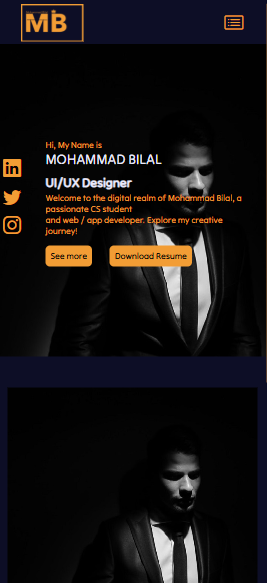 MB
Hi, My Name is
MOHAMMAD BILAL
UI/UX Designer
Welcome to the digital realm of Mohammad Bilal, a
passionate CS student
and web / app developer. Explore my creative
journey!
See more
Download Resume